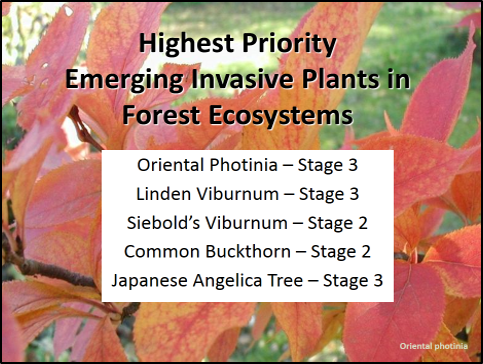 Highest Priority
Emerging Invasive Plants in
Forest Ecosystems
Oriental Photinia – Stage 3
Linden Viburnum – Stage 3
Siebold's Viburnum – Stage 2
Common Buckthorn – Stage 2
Japanese Angelica Tree – Stage 3
Oriental photinia